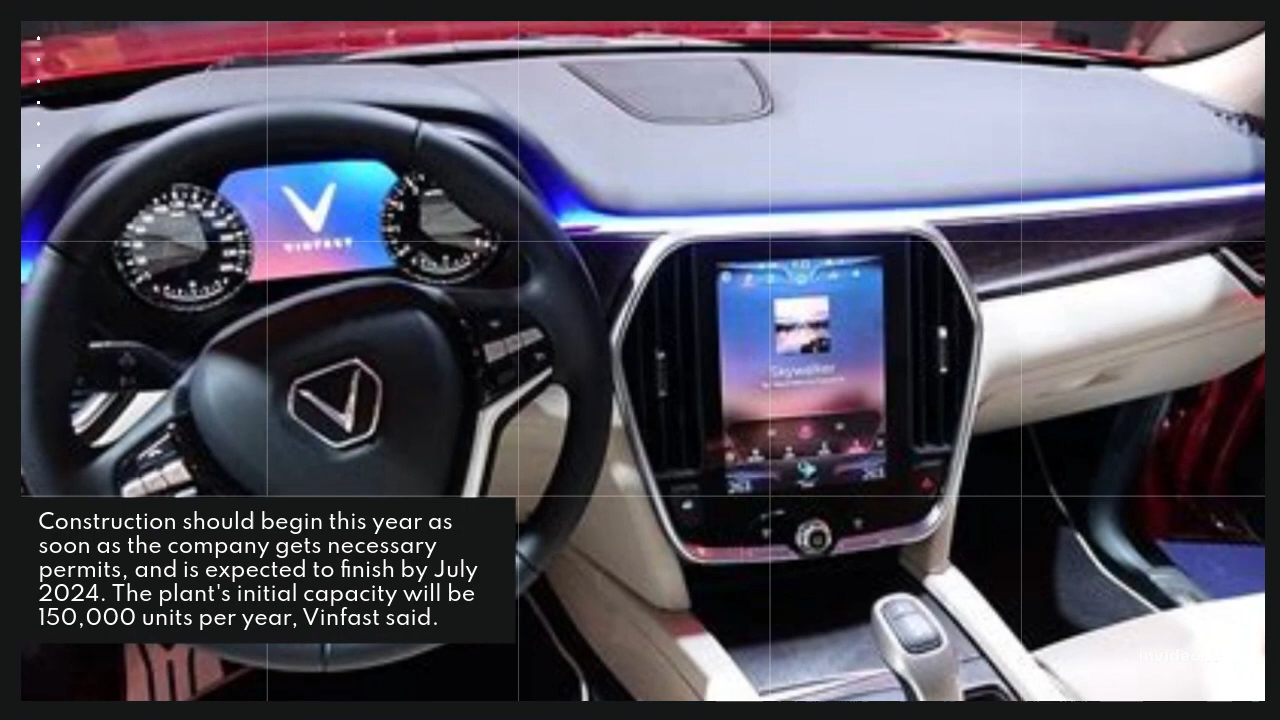 VINFAST
Skywalker
Construction should begin this year as
soon as the company gets necessary
permits, and is expected to finish by July
2024. The plant's initial capacity will be
150,000 units per year, Vinfast said.